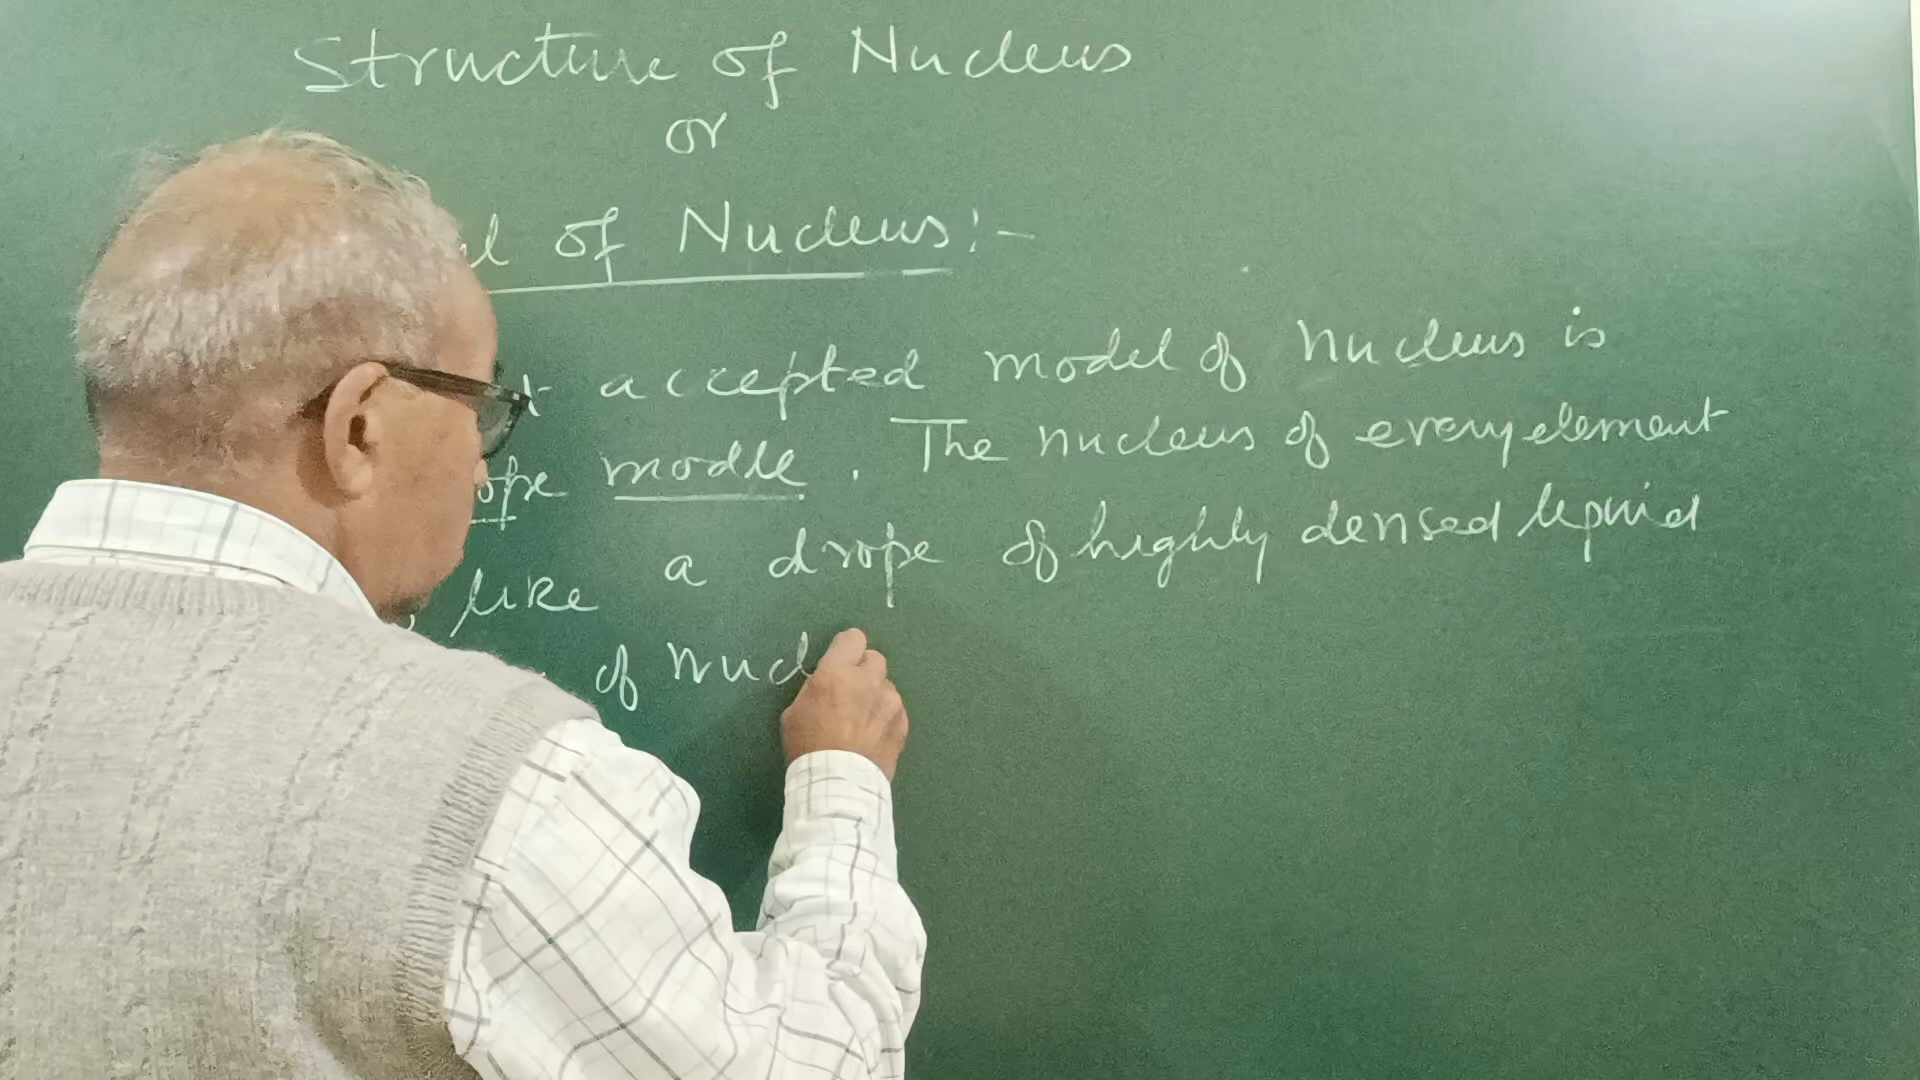 Structure of Nucleus
or
of Nucleus:-
accepted model of nucleus is
modle. The nucleus of every element
like a drope of highly densed liquid
of nucl